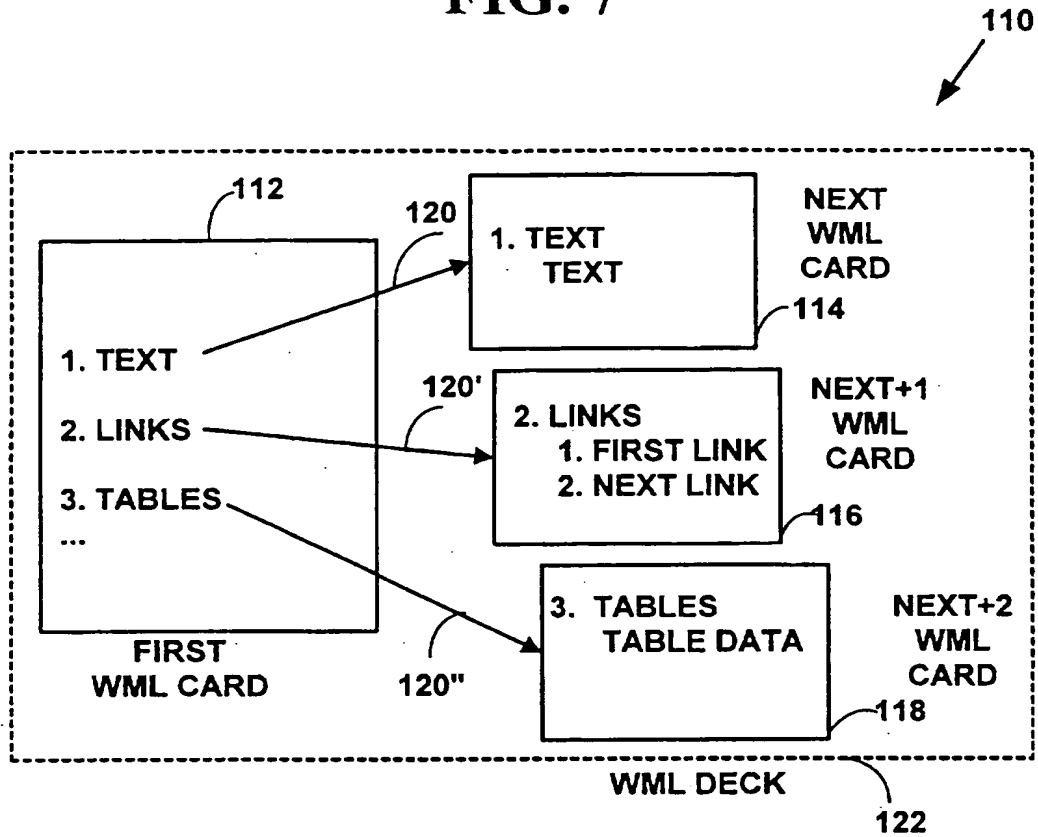 FIG. 7
110
112
120
1. TEXT
TEXT
NEXT
WML
CARD
114
1. TEXT
2. LINKS
3. TABLES
...
120'
2. LINKS
1. FIRST LINK
2. NEXT LINK
NEXT+1
WML
CARD
116
3. TABLES
TABLE DATA
NEXT+2
WML
CARD
118
FIRST
WML CARD
120"
WML DECK
122